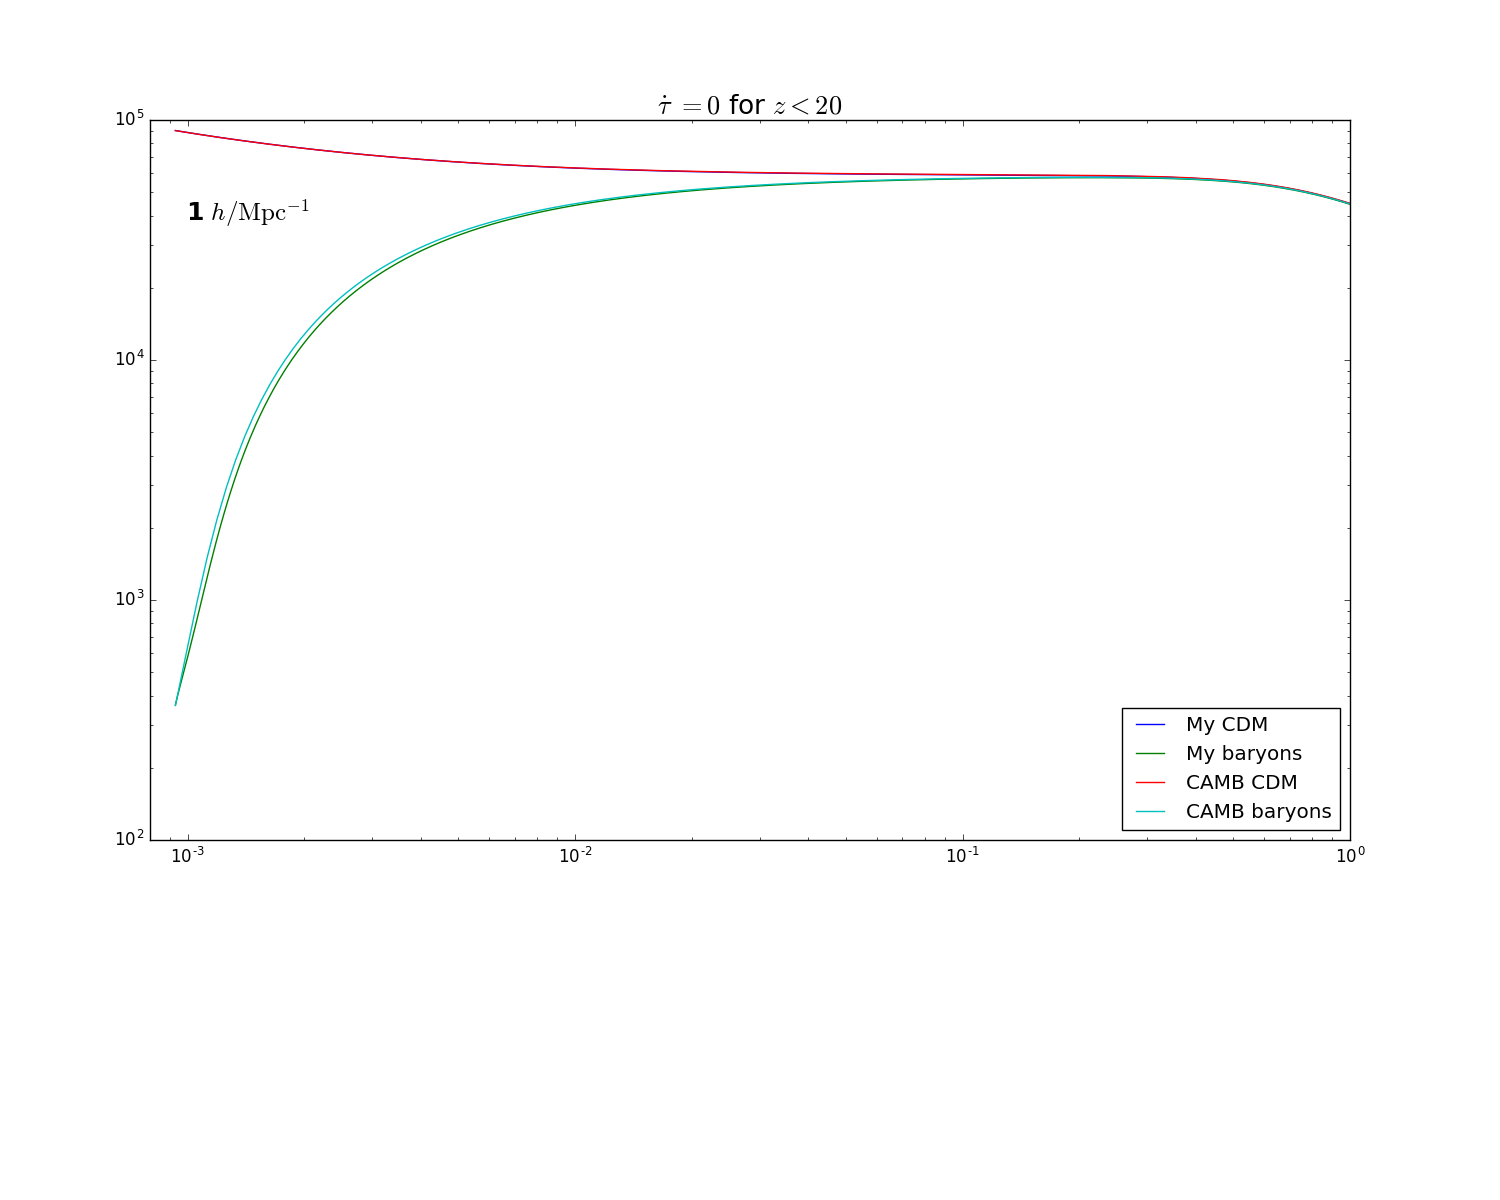 τ̇ = 0 for z < 20
10⁵
1 h/Mpc⁻¹
10⁴
10³
10²
My CDM
My baryons
CAMB CDM
CAMB baryons
10⁻³ 10⁻² 10⁻¹ 10⁰